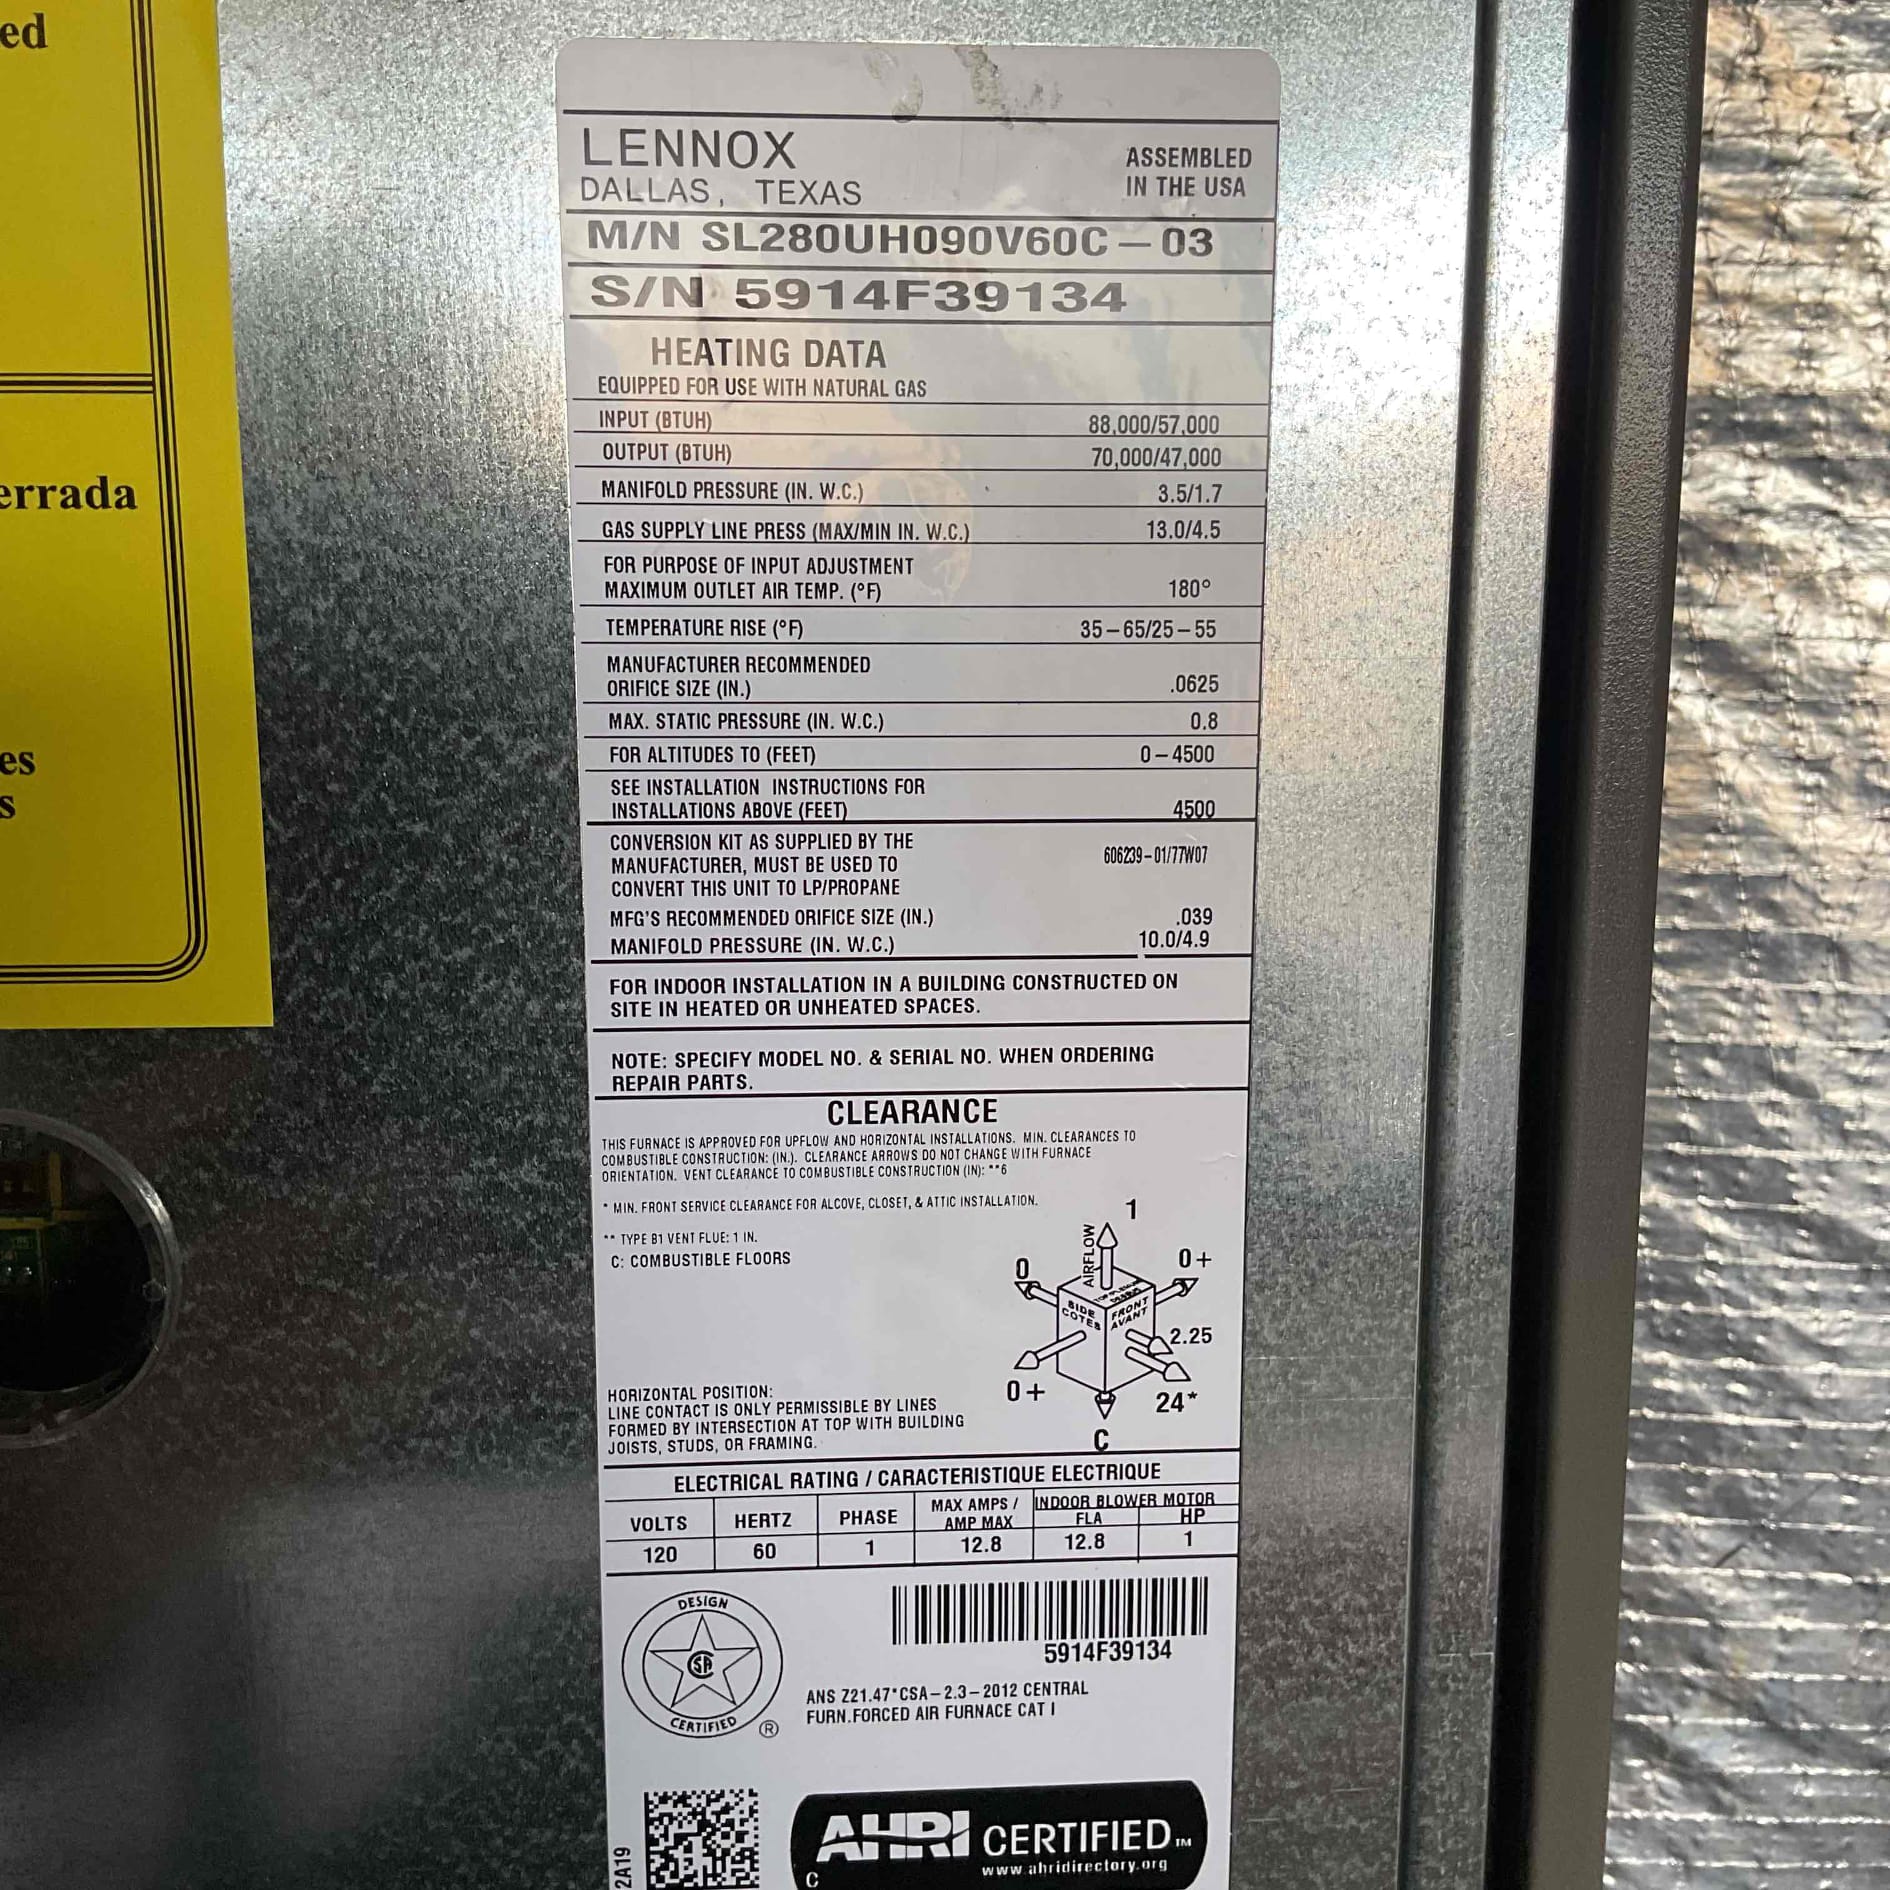 ed
errada
es
s
LENNOX
DALLAS, TEXAS
ASSEMBLED
IN THE USA
M/N SL280UH090V60C – 03
S/N 5914F39134
HEATING DATA
EQUIPPED FOR USE WITH NATURAL GAS
INPUT (BTUH) 88,000/57,000
OUTPUT (BTUH) 70,000/47,000
MANIFOLD PRESSURE (IN. W.C.) 3.5/1.7
GAS SUPPLY LINE PRESS (MAX/MIN IN. W.C.) 13.0/4.5
FOR PURPOSE OF INPUT ADJUSTMENT
MAXIMUM OUTLET AIR TEMP. (°F) 180°
TEMPERATURE RISE (°F) 35 – 65/25 – 55
MANUFACTURER RECOMMENDED
ORIFICE SIZE (IN.) .0625
MAX. STATIC PRESSURE (IN. W.C.) 0.8
FOR ALTITUDES TO (FEET) 0 – 4500
SEE INSTALLATION INSTRUCTIONS FOR
INSTALLATIONS ABOVE (FEET) 4500
CONVERSION KIT AS SUPPLIED BY THE
MANUFACTURER, MUST BE USED TO 606239 – 01/77W07
CONVERT THIS UNIT TO LP/PROPANE
MFG'S RECOMMENDED ORIFICE SIZE (IN.) .039
MANIFOLD PRESSURE (IN. W.C.) 10.0/4.9
FOR INDOOR INSTALLATION IN A BUILDING CONSTRUCTED ON
SITE IN HEATED OR UNHEATED SPACES.
NOTE: SPECIFY MODEL NO. & SERIAL NO. WHEN ORDERING
REPAIR PARTS.
CLEARANCE
THIS FURNACE IS APPROVED FOR UPFLOW AND HORIZONTAL INSTALLATIONS. MIN. CLEARANCES TO
COMBUSTIBLE CONSTRUCTION: (IN.). CLEARANCE ARROWS DO NOT CHANGE WITH FURNACE
ORIENTATION. VENT CLEARANCE TO COMBUSTIBLE CONSTRUCTION (IN): **6
* MIN. FRONT SERVICE CLEARANCE FOR ALCOVE, CLOSET, & ATTIC INSTALLATION.
** TYPE B1 VENT FLUE: 1 IN.
C: COMBUSTIBLE FLOORS
1
AIRFLOW
0
0+
SIDE
COTES
FRONT
AVANT
2.25
0+
24*
C
HORIZONTAL POSITION:
LINE CONTACT IS ONLY PERMISSIBLE BY LINES
FORMED BY INTERSECTION AT TOP WITH BUILDING
JOISTS, STUDS, OR FRAMING.
ELECTRICAL RATING / CARACTERISTIQUE ELECTRIQUE
VOLTS HERTZ PHASE MAX AMPS / AMP MAX INDOOR BLOWER MOTOR FLA HP
120 60 1 12.8 12.8 1
DESIGN
SA
CERTIFIED
®
5914F39134
ANS Z21.47*CSA – 2.3 – 2012 CENTRAL
FURN.FORCED AIR FURNACE CAT I
2A19
AHRI CERTIFIED™
www.ahridirectory.org
C